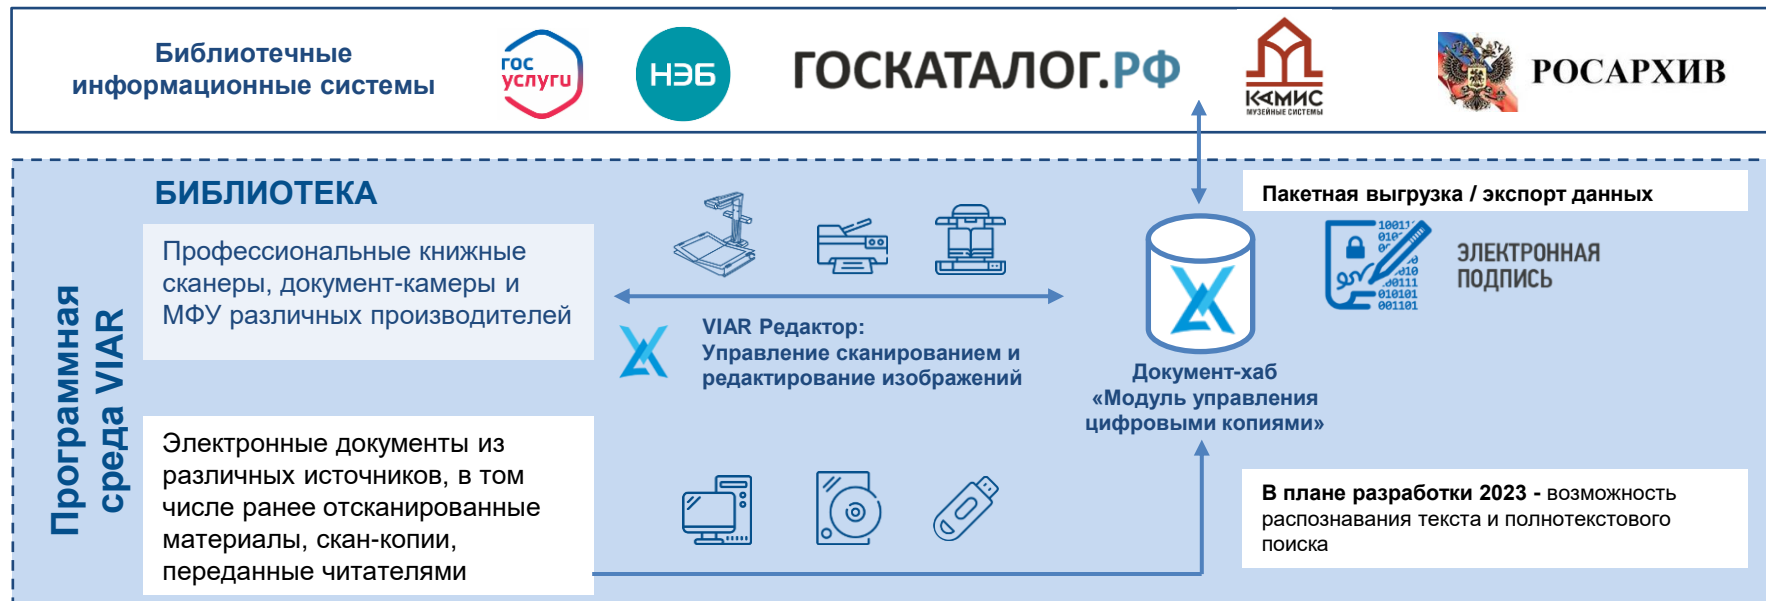 Библиотечные
информационные системы
гос
услуги
НЭБ
ГОСКАТАЛОГ.РФ
КАМИС
МУЗЕЙНЫЕ СИСТЕМЫ
РОСАРХИВ
Программная
среда VIAR
БИБЛИОТЕКА
Профессиональные книжные
сканеры, документ-камеры и
МФУ различных производителей
VIAR Редактор:
Управление сканированием и
редактирование изображений
Электронные документы из
различных источников, в том
числе ранее отсканированные
материалы, скан-копии,
переданные читателями
Документ-хаб
«Модуль управления
цифровыми копиями»
Пакетная выгрузка / экспорт данных
ЭЛЕКТРОННАЯ
ПОДПИСЬ
010101
001101
В плане разработки 2023 - возможность
распознавания текста и полнотекстового
поиска